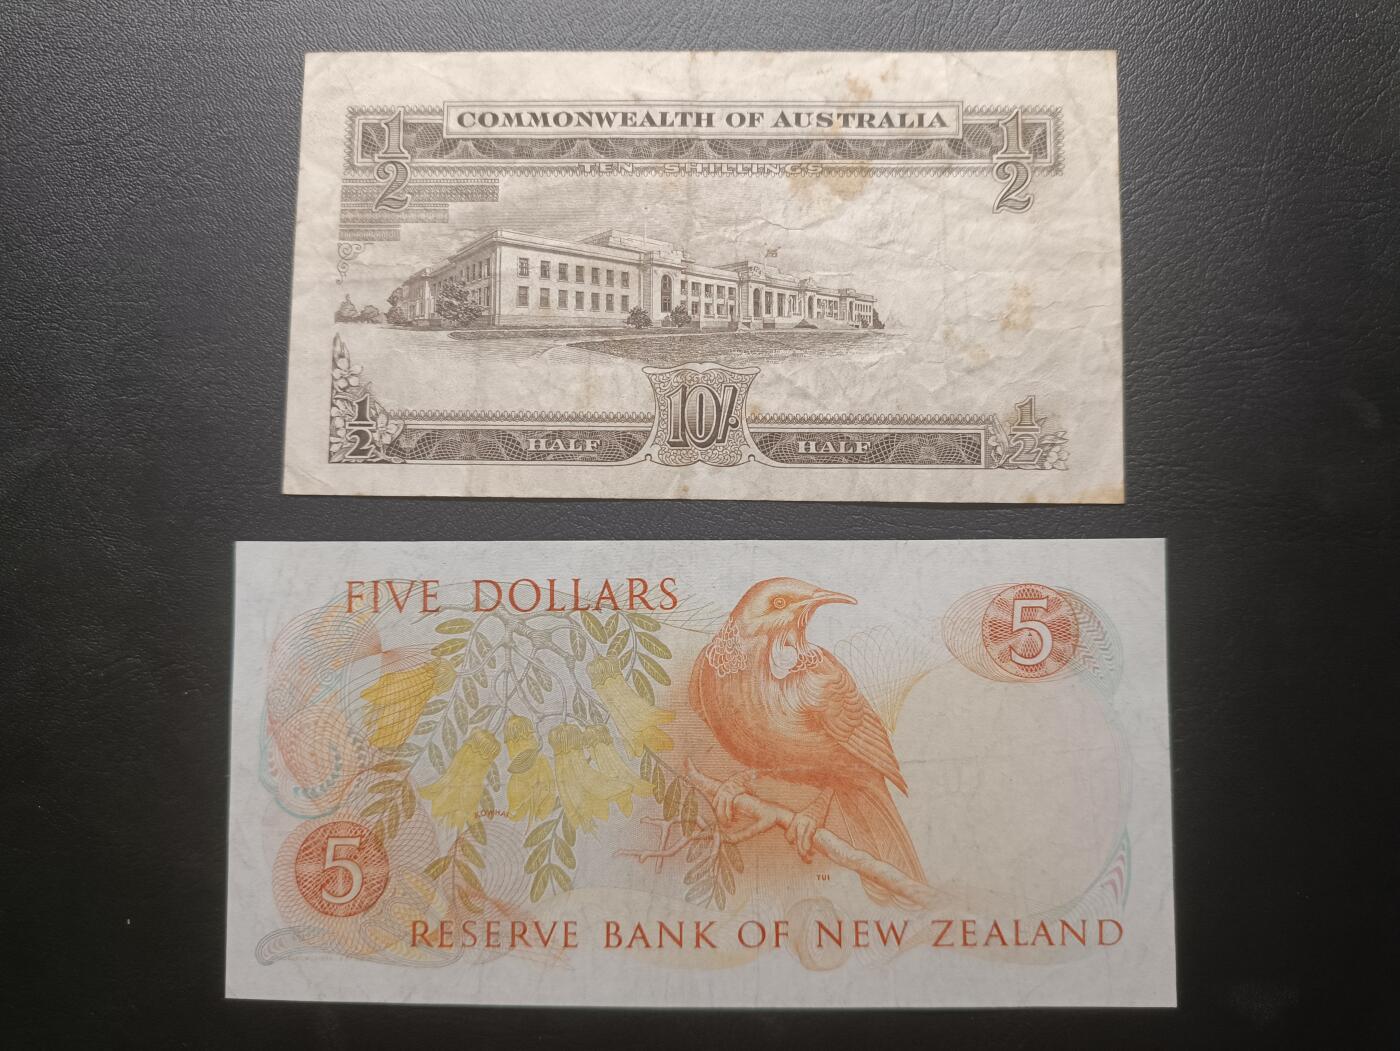 COMMONWEALTH OF AUSTRALIA
1/2
1/2
TEN SHILLINGS
1/2
HALF
10/-
HALF
1/2
FIVE DOLLARS
5
KOWHAI
TUI
5
RESERVE BANK OF NEW ZEALAND